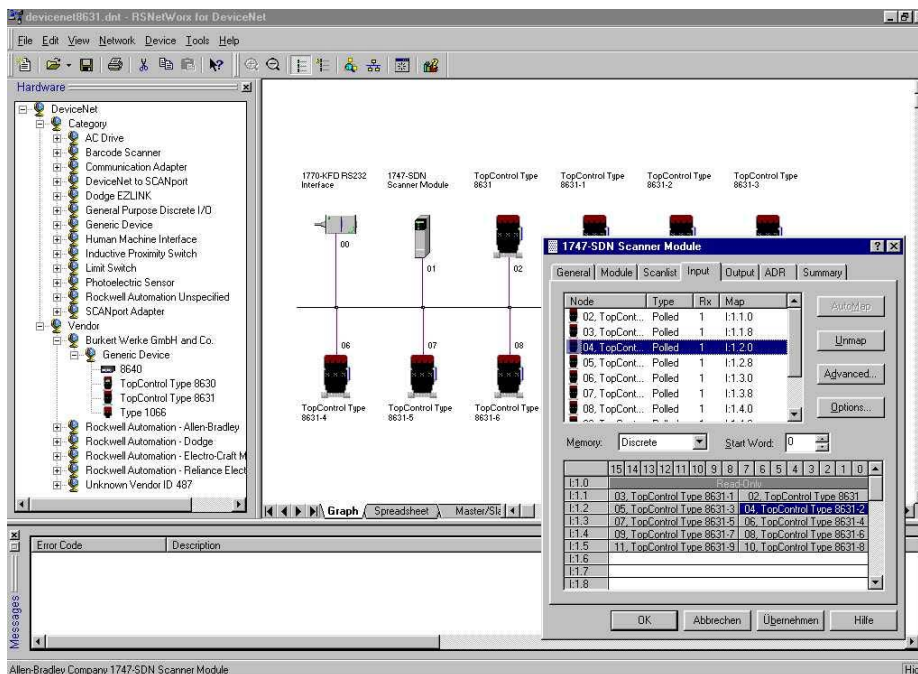 devicenet8631.dnt - RSNetWorx for DeviceNet
File Edit View Network Device Tools Help
Hardware
DeviceNet
Category
AC Drive
Barcode Scanner
Communication Adapter
DeviceNet to SCANport
Dodge EZLINK
General Purpose Discrete I/O
Generic Device
Human Machine Interface
Inductive Proximity Switch
Limit Switch
Photoelectric Sensor
Rockwell Automation Unspecified
SCANport Adapter
Vendor
Burkert Werke GmbH and Co.
Generic Device
8640
TopControl Type 8630
TopControl Type 8631
Type 1066
Rockwell Automation - Allen-Bradley
Rockwell Automation - Dodge
Rockwell Automation - Electro-Craft M
Rockwell Automation - Reliance Elect
Unknown Vendor ID 487
1770-KFD RS232 Interface
1747-SDN Scanner Module
TopControl Type 8631
TopControl Type 8631-1
TopControl Type 8631-2
TopControl Type 8631-3
00
01
02
06
07
08
TopControl Type 8631-4
TopControl Type 8631-5
TopControl Type 8631-6
Graph Spreadsheet Master/Sla
1747-SDN Scanner Module
General Module Scanlist Input Output ADR Summary
Node Type Rx Map
02, TopCont... Polled 1 I:1.1.0
03, TopCont... Polled 1 I:1.1.8
04, TopCont... Polled 1 I:1.2.0
05, TopCont... Polled 1 I:1.2.8
06, TopCont... Polled 1 I:1.3.0
07, TopCont... Polled 1 I:1.3.8
08, TopCont... Polled 1 I:1.4.0
AutoMap
Unmap
Advanced...
Options...
Memory: Discrete Start Word: 0
15 14 13 12 11 10 9 8 7 6 5 4 3 2 1 0
I:1.0 Read-Only
I:1.1 03, TopControl Type 8631-1 02, TopControl Type 8631
I:1.2 05, TopControl Type 8631-3 04, TopControl Type 8631-2
I:1.3 07, TopControl Type 8631-5 06, TopControl Type 8631-4
I:1.4 09, TopControl Type 8631-7 08, TopControl Type 8631-6
I:1.5 11, TopControl Type 8631-9 10, TopControl Type 8631-8
I:1.6
I:1.7
I:1.8
OK Abbrechen Übernehmen Hilfe
Messages
Error Code Description
Allen-Bradley Company 1747-SDN Scanner Module